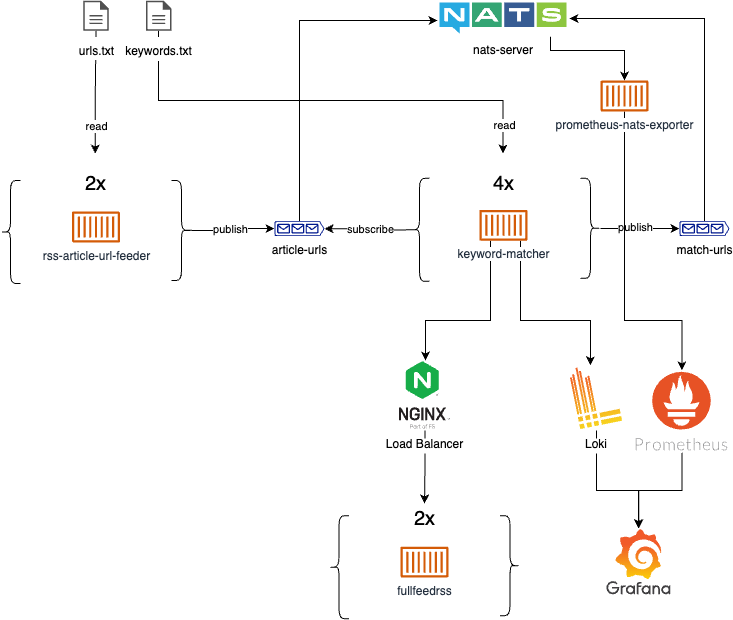 NATS
urls.txt
keywords.txt
nats-server
read
read
prometheus-nats-exporter
2x
4x
publish
subscribe
publish
rss-article-url-feeder
article-urls
keyword-matcher
match-urls
N
NGINX
Part of F5
Load Balancer
Loki
Prometheus
2x
fullfeedrss
Grafana